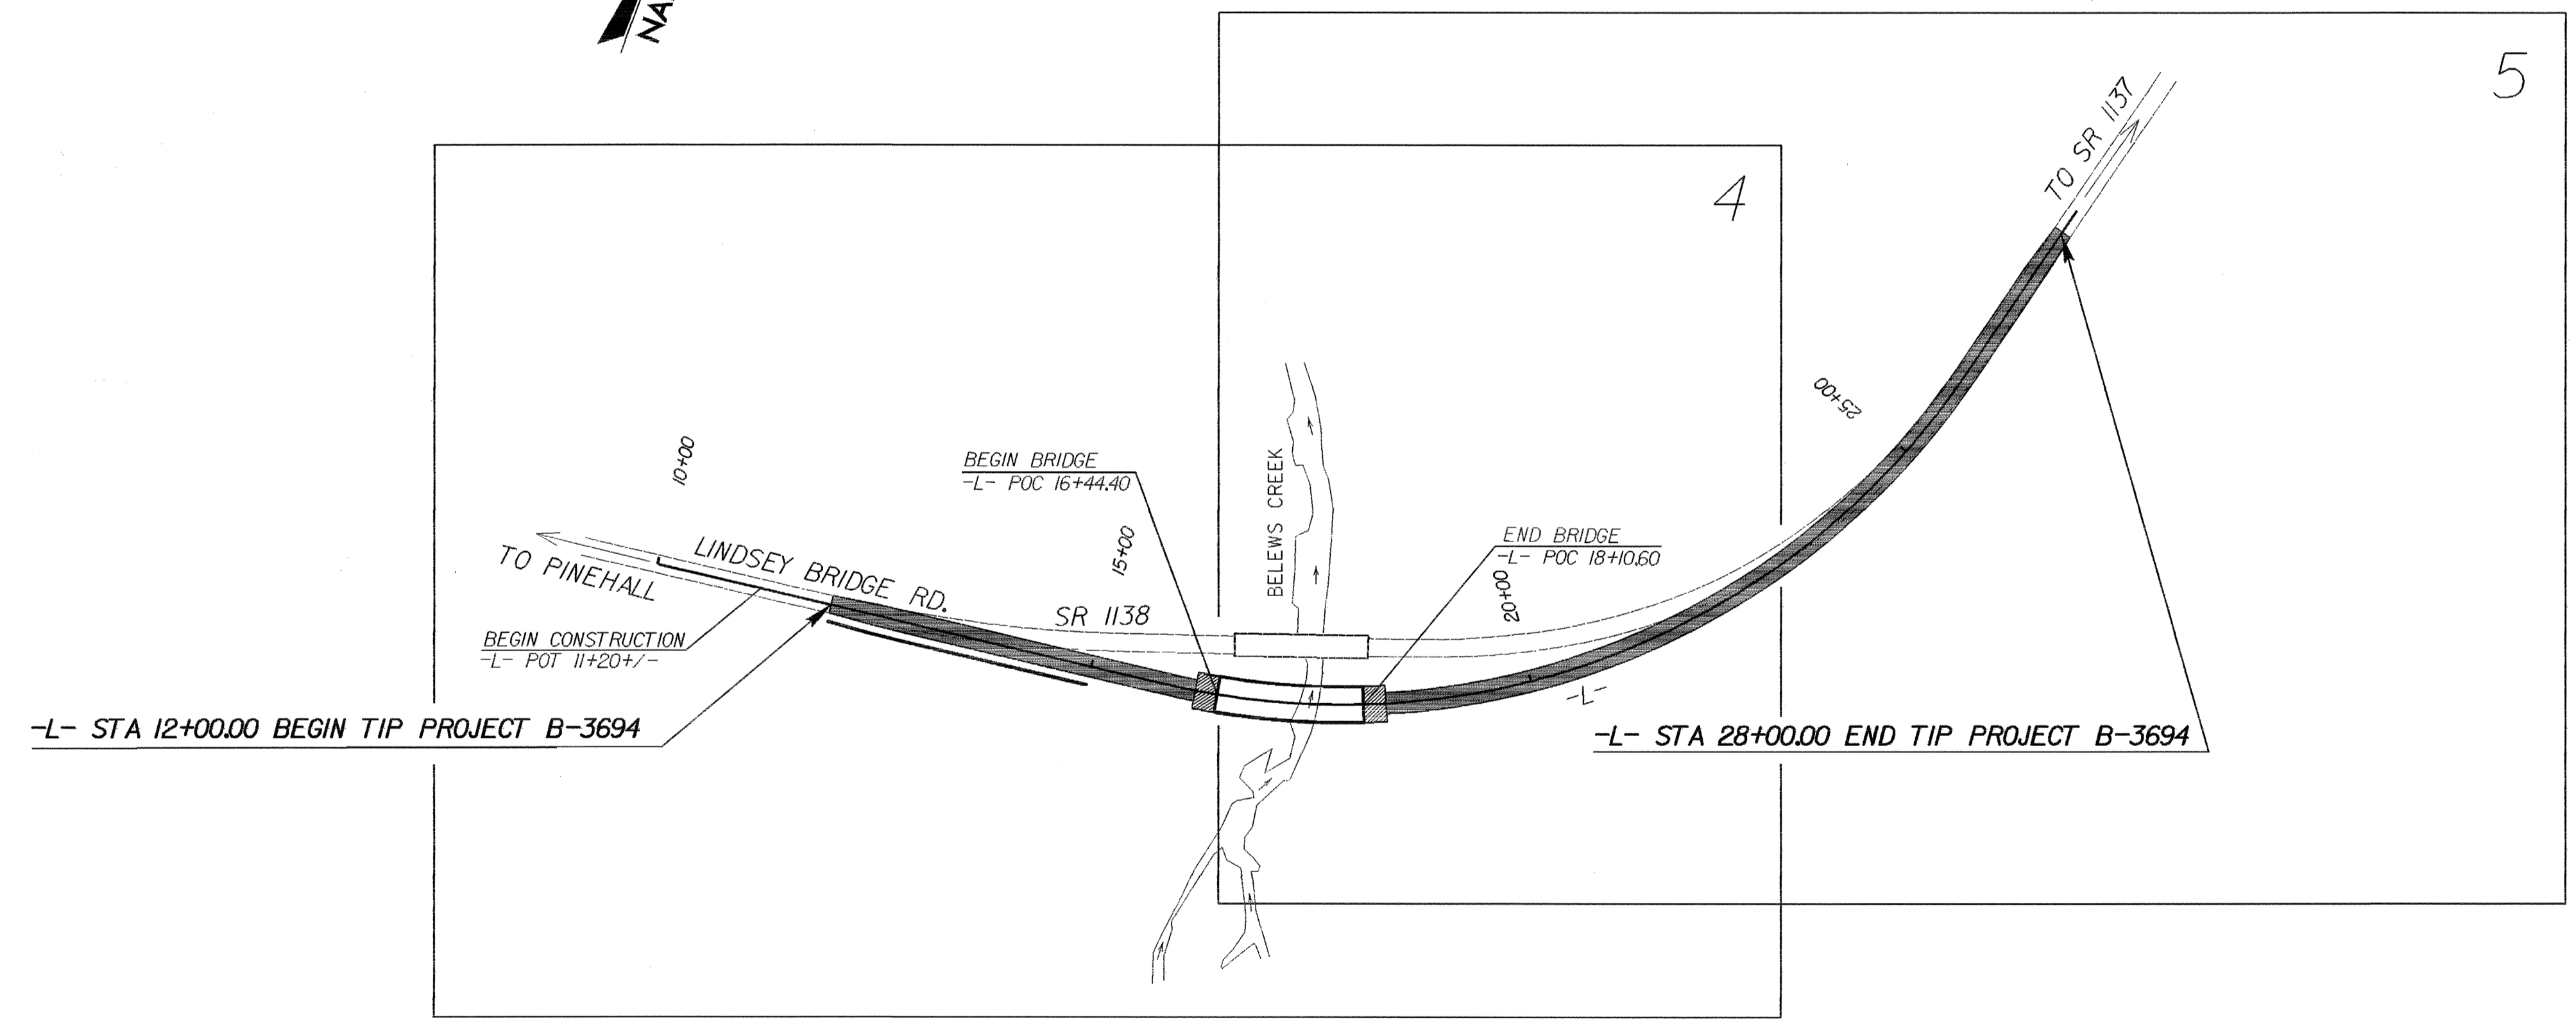 5
4
TO SR 1137
25+00
10+00
BEGIN BRIDGE
-L- POC 16+44.40
BELEWS CREEK
15+00
END BRIDGE
-L- POC 18+10.60
20+00
TO PINEHALL
LINDSEY BRIDGE RD.
SR 1138
BEGIN CONSTRUCTION
-L- POT 11+20+/-
-L-
-L- STA 12+00.00 BEGIN TIP PROJECT B-3694
-L- STA 28+00.00 END TIP PROJECT B-3694